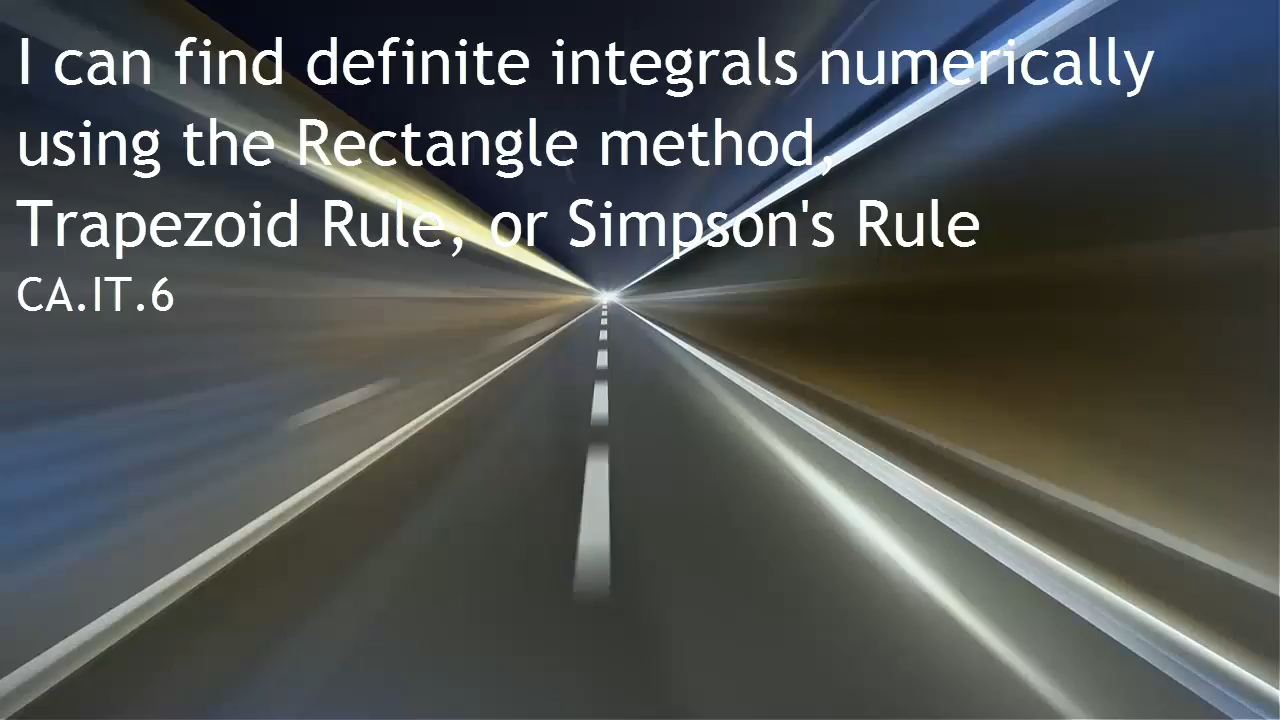 I can find definite integrals numerically
using the Rectangle method,
Trapezoid Rule, or Simpson's Rule
CA.IT.6